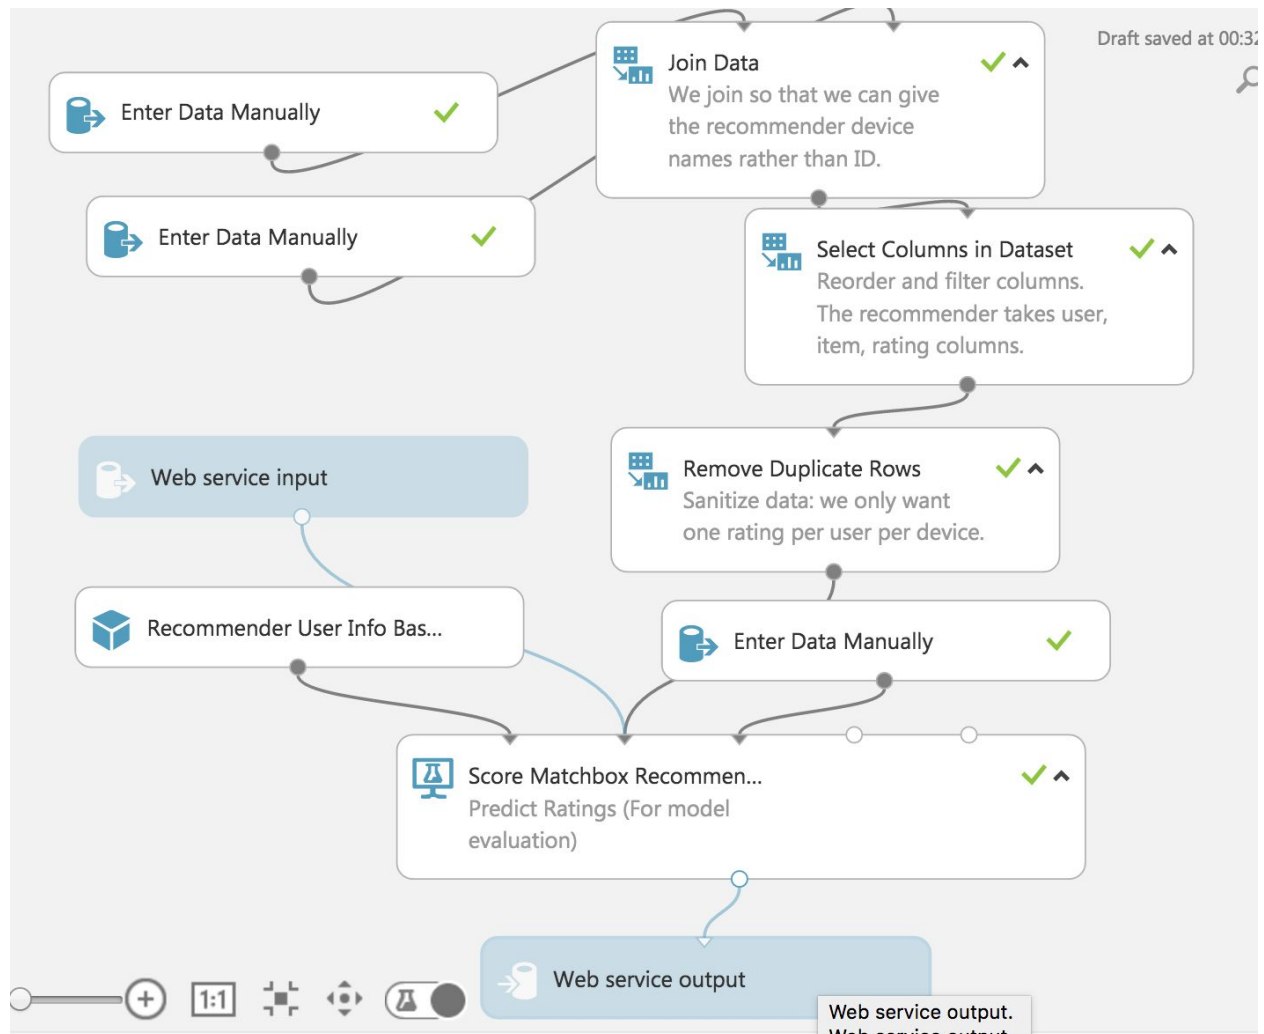 Draft saved at 00:32
Join Data
We join so that we can give
the recommender device
names rather than ID.
Enter Data Manually
Enter Data Manually
Select Columns in Dataset
Reorder and filter columns.
The recommender takes user,
item, rating columns.
Remove Duplicate Rows
Sanitize data: we only want
one rating per user per device.
Web service input
Recommender User Info Bas...
Enter Data Manually
Score Matchbox Recommen...
Predict Ratings (For model
evaluation)
Web service output
1:1
Web service output.
Web service output